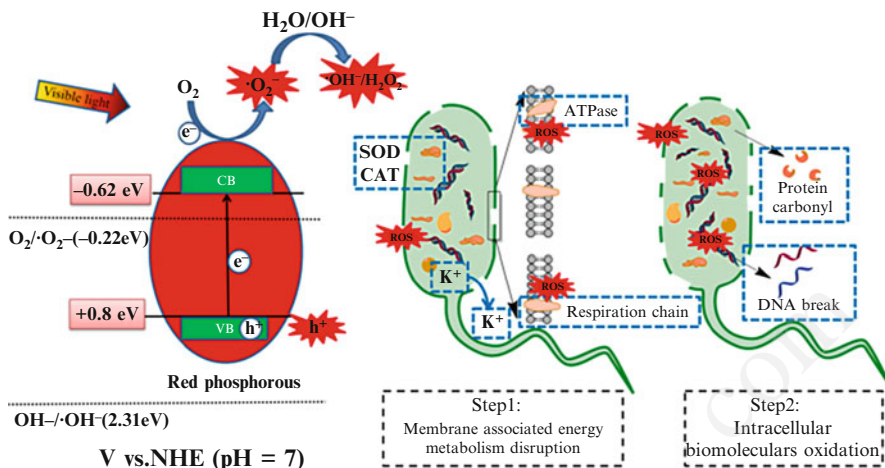 H₂O/OH⁻
Visible light
O₂
·O₂⁻
·OH⁻/H₂O₂
e⁻
CB
–0.62 eV
O₂/·O₂–(–0.22eV)
e⁻
+0.8 eV
VB
h⁺
h⁺
Red phosphorous
OH–/·OH⁻(2.31eV)
V vs.NHE (pH = 7)
SOD
CAT
ROS
K⁺
K⁺
ATPase
ROS
ROS
Respiration chain
Step1:
Membrane associated energy
metabolism disruption
ROS
ROS
ROS
Protein
carbonyl
DNA break
Step2:
Intracellular
biomoleculars oxidation
com